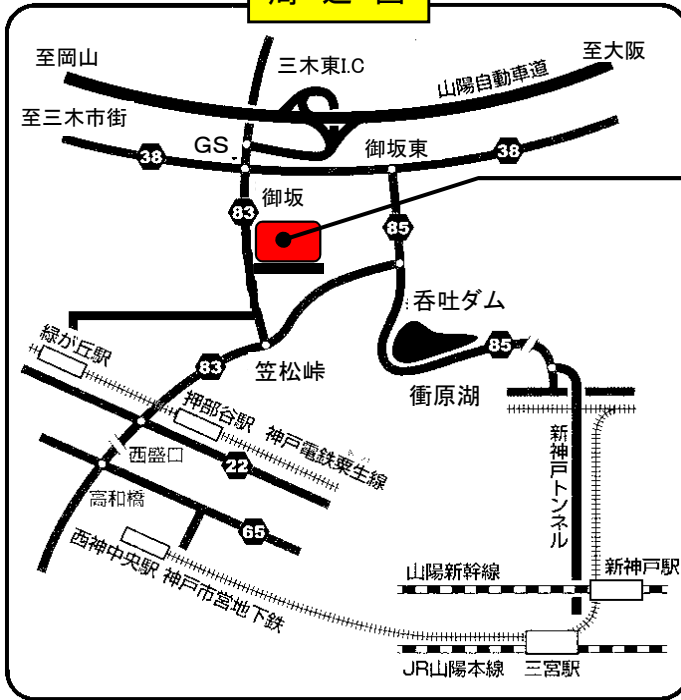 周辺図
至岡山
三木東I.C
至大阪
山陽自動車道
至三木市街
GS
御坂東
38
38
御坂
83
85
呑吐ダム
緑が丘駅
85
83
笠松峠
衝原湖
押部谷駅
神戸電鉄粟生線
西盛口
22
新神戸トンネル
高和橋
65
西神中央駅
神戸市営地下鉄
山陽新幹線
新神戸駅
JR山陽本線
三宮駅